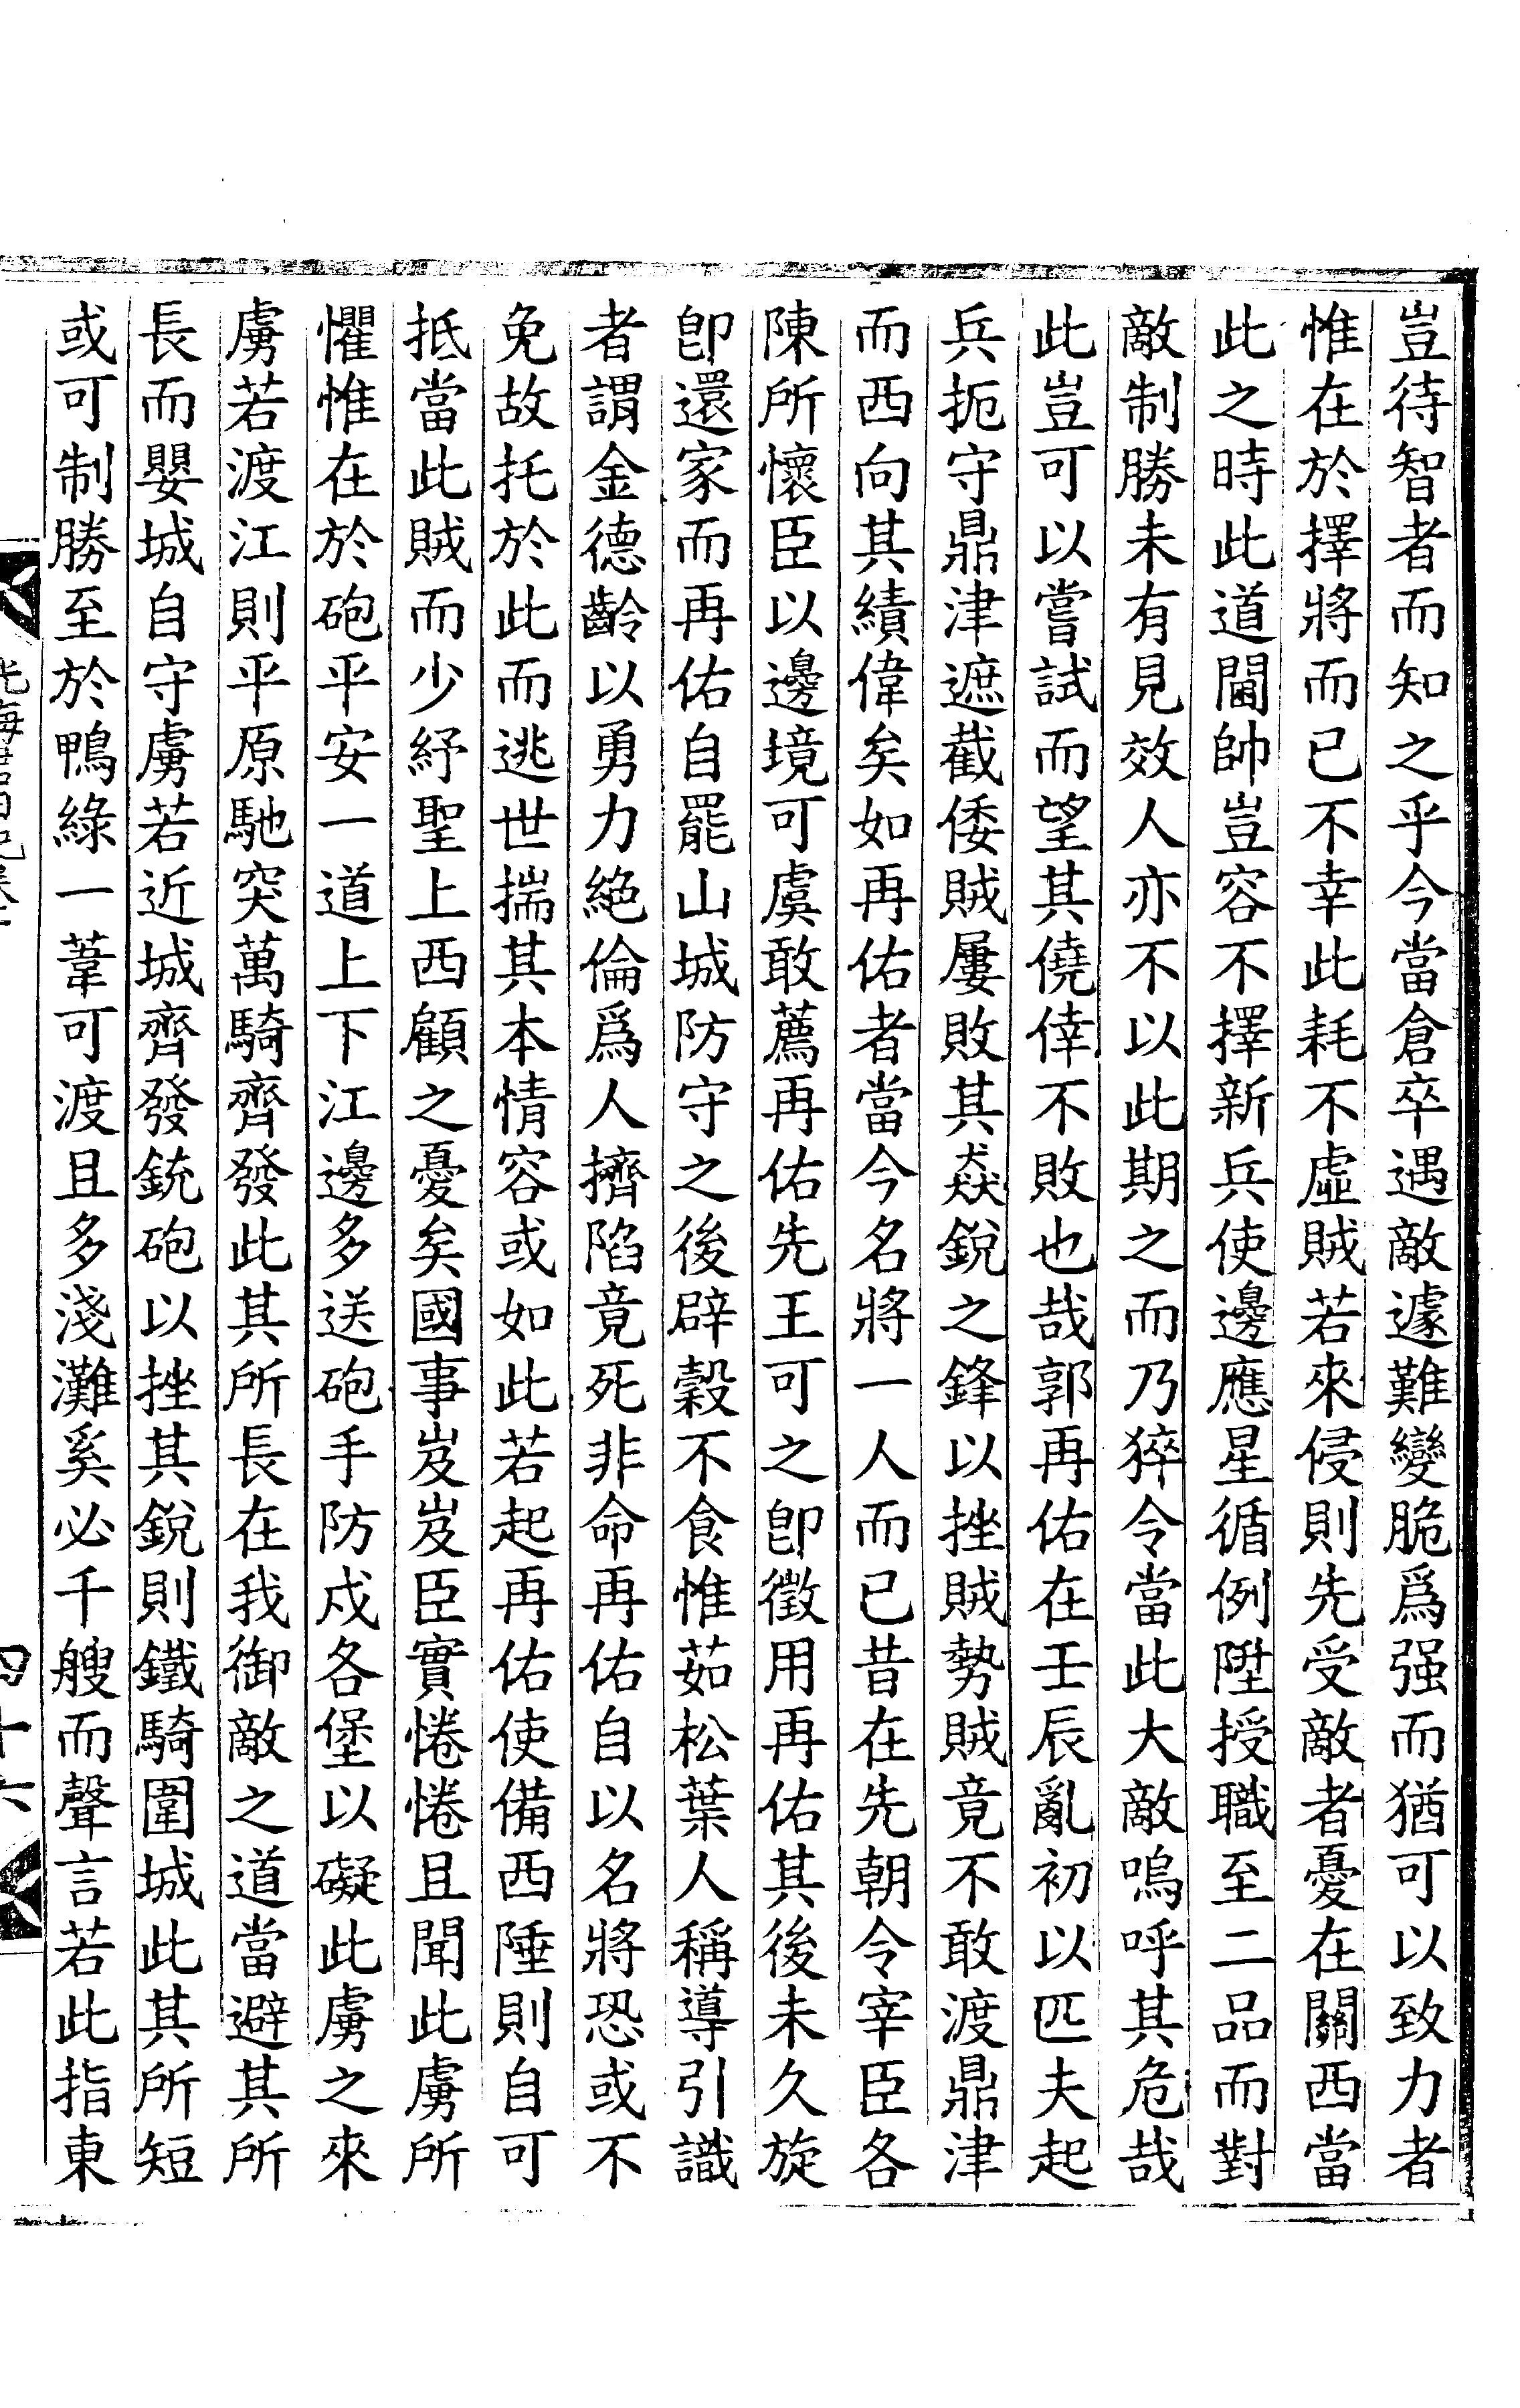 豈待智者而知之乎今當倉卒遇敵遽難變脆爲强而猶可以致力者
惟在於擇將而已不幸此耗不虛賊若來侵則先受敵者憂在關西當
此之時此道閫帥豈容不擇新兵使邊應星循例陞授職至二品而對
敵制勝未有見效人亦不以此期之而乃猝令當此大敵嗚呼其危哉
此豈可以嘗試而望其僥倖不敗也哉郭再佑在壬辰亂初以匹夫起
兵扼守鼎津遮截倭賊屢敗其猋銳之鋒以挫賊勢賊竟不敢渡鼎津
而西向其績偉矣如再佑者當今名將一人而已昔在先朝令宰臣各
陳所懷臣以邊境可虞敢薦再佑先王可之卽徵用再佑其後未久旋
卽還家而再佑自罷山城防守之後辟穀不食惟茹松葉人稱導引識
者謂金德齡以勇力絶倫爲人擠陷竟死非命再佑自以名將恐或不
免故托於此而逃世揣其本情容或如此若起再佑使備西陲則自可
抵當此賊而少紓聖上西顧之憂矣國事岌岌臣實惓惓且聞此虜所
懼惟在於砲平安一道上下江邊多送砲手防戍各堡以礙此虜之來
虜若渡江則平原馳突萬騎齊發此其所長在我御敵之道當避其所
長而嬰城自守虜若近城齊發銃砲以挫其銳則鐵騎圍城此其所短
或可制勝至於鴨綠一葦可渡且多淺灘奚必千艘而聲言若此指東
光海君日記卷十
四十六